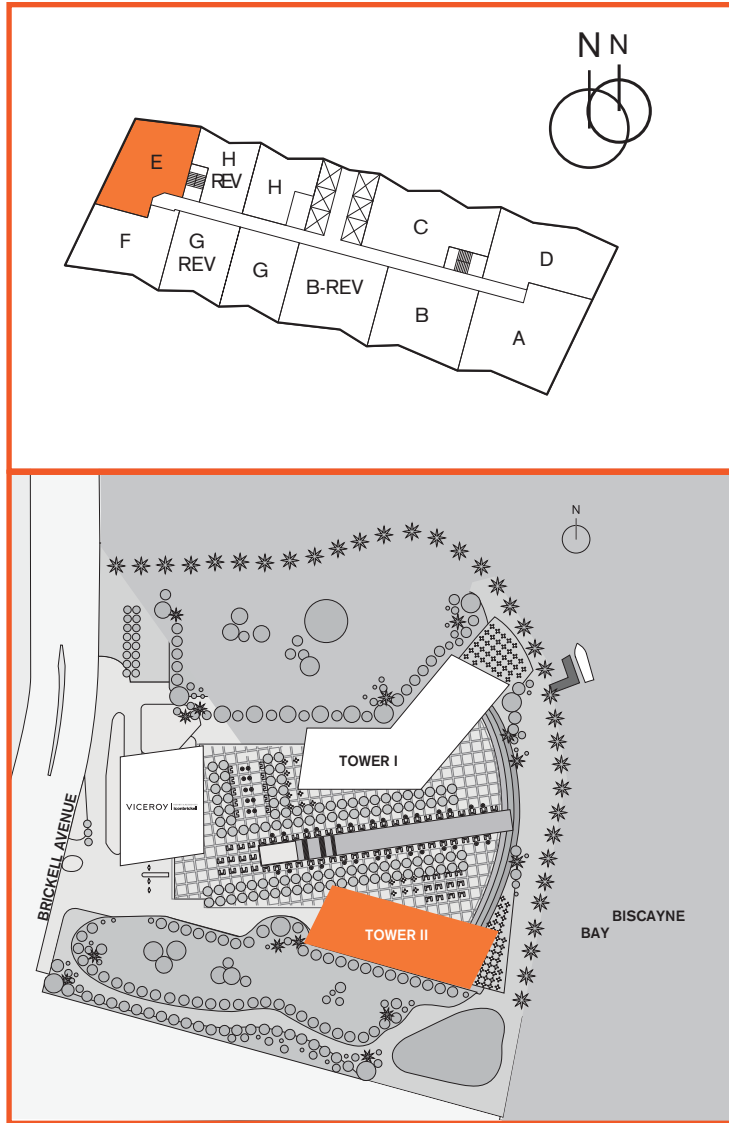 N N
E
H
REV
H
C
D
F
G
REV
G
B-REV
B
A
N
TOWER I
VICEROY
BRICKELL AVENUE
TOWER II
BISCAYNE
BAY